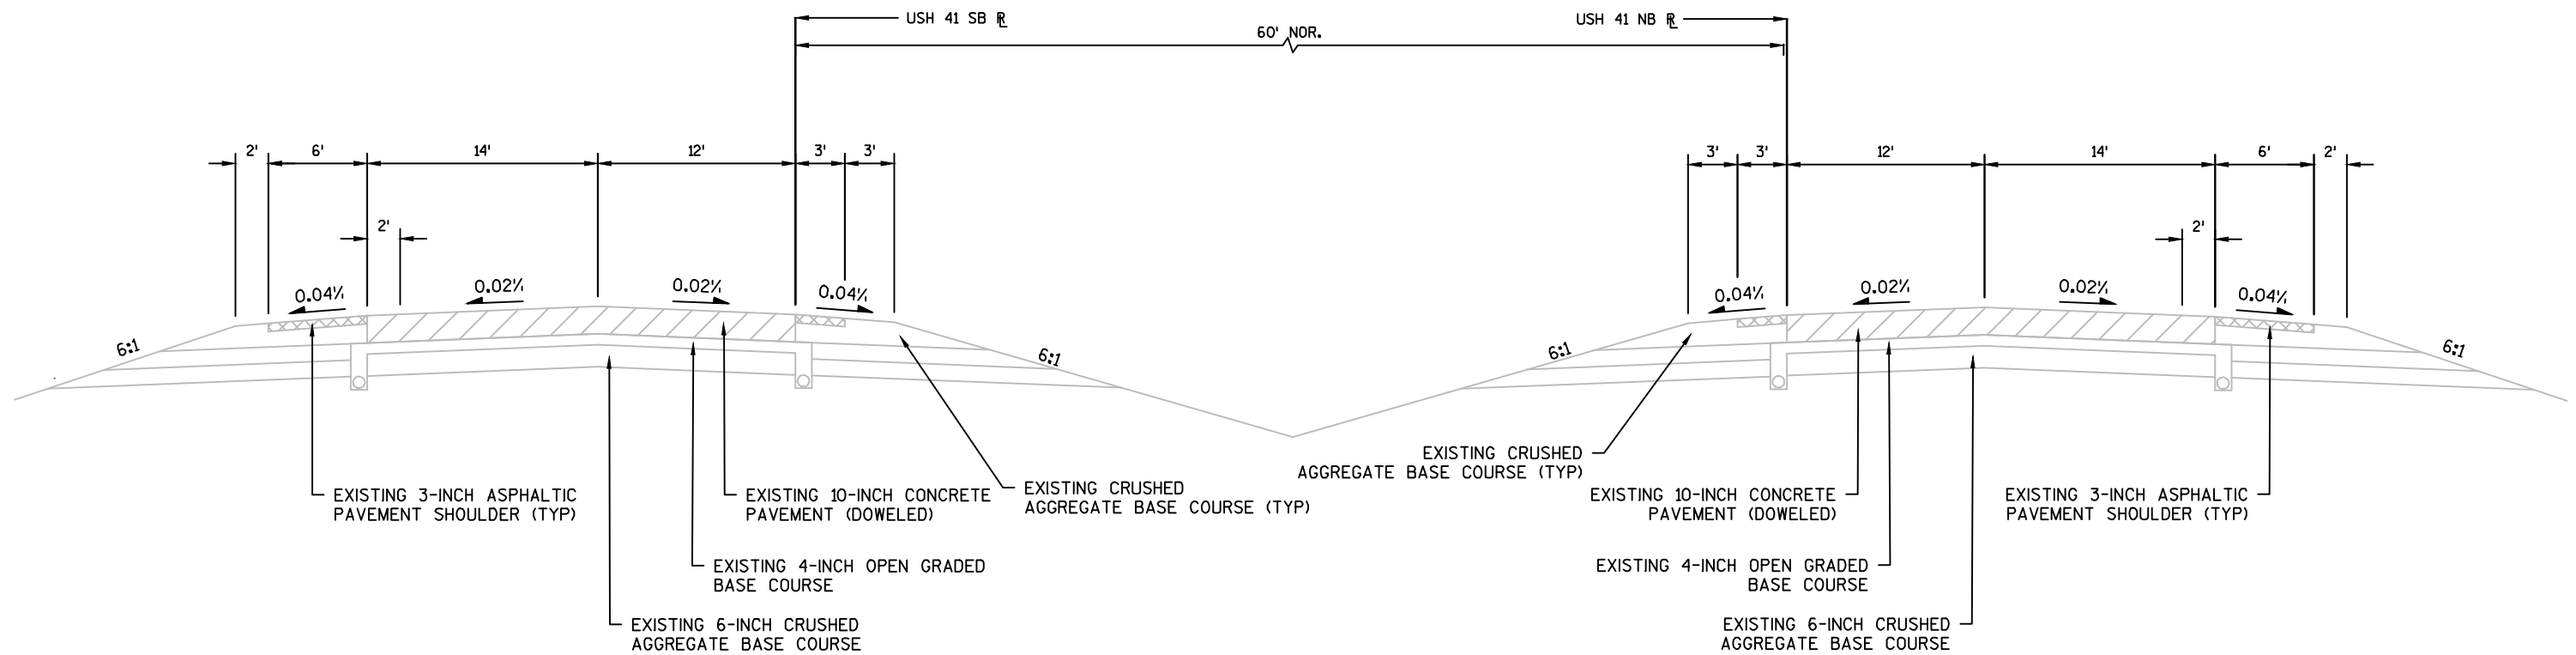 USH 41 SB RL
USH 41 NB RL
60' NOR.
2' 6' 14' 12' 3' 3'
3' 3' 12' 14' 6' 2'
2'
2'
0.04'/' 0.02'/' 0.02'/' 0.04'/'
0.04'/' 0.02'/' 0.02'/' 0.04'/'
6:1
6:1
6:1
6:1
EXISTING 3-INCH ASPHALTIC
PAVEMENT SHOULDER (TYP)
EXISTING 10-INCH CONCRETE
PAVEMENT (DOWELED)
EXISTING CRUSHED
AGGREGATE BASE COURSE (TYP)
EXISTING 4-INCH OPEN GRADED
BASE COURSE
EXISTING 6-INCH CRUSHED
AGGREGATE BASE COURSE
EXISTING CRUSHED
AGGREGATE BASE COURSE (TYP)
EXISTING 10-INCH CONCRETE
PAVEMENT (DOWELED)
EXISTING 3-INCH ASPHALTIC
PAVEMENT SHOULDER (TYP)
EXISTING 4-INCH OPEN GRADED
BASE COURSE
EXISTING 6-INCH CRUSHED
AGGREGATE BASE COURSE